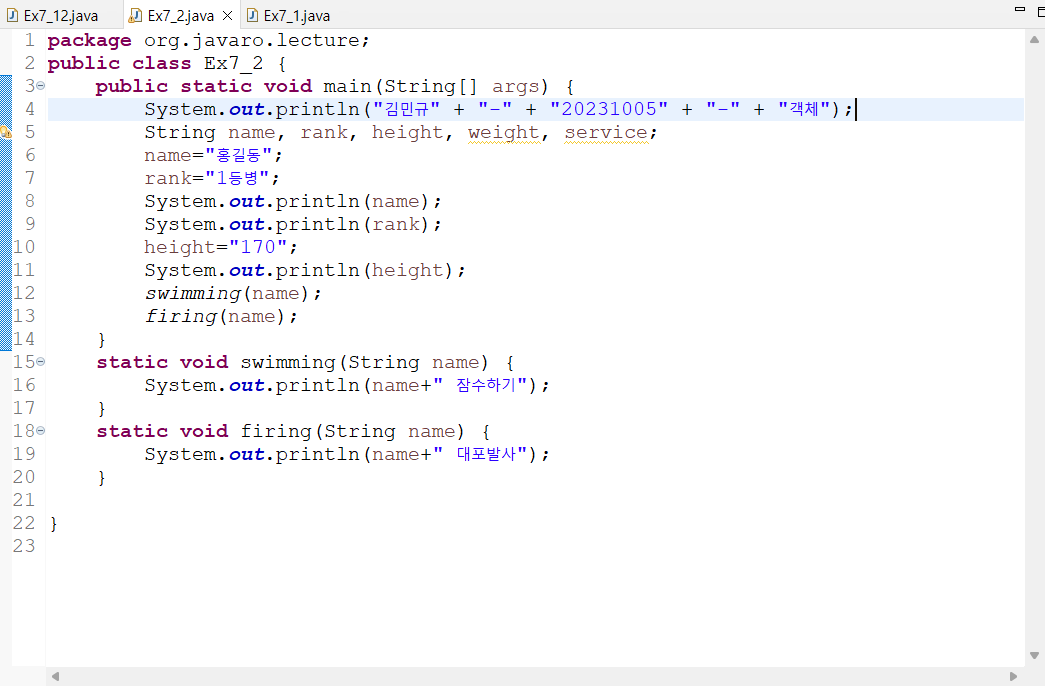 Ex7_12.java Ex7_2.java Ex7_1.java
1 package org.javaro.lecture;
2 public class Ex7_2 {
3 public static void main(String[] args) {
4 System.out.println("김민규" + "-" + "20231005" + "-" + "객체");
5 String name, rank, height, weight, service;
6 name="홍길동";
7 rank="1등병";
8 System.out.println(name);
9 System.out.println(rank);
10 height="170";
11 System.out.println(height);
12 swimming(name);
13 firing(name);
14 }
15 static void swimming(String name) {
16 System.out.println(name+" 잠수하기");
17 }
18 static void firing(String name) {
19 System.out.println(name+" 대포발사");
20 }
21
22 }
23